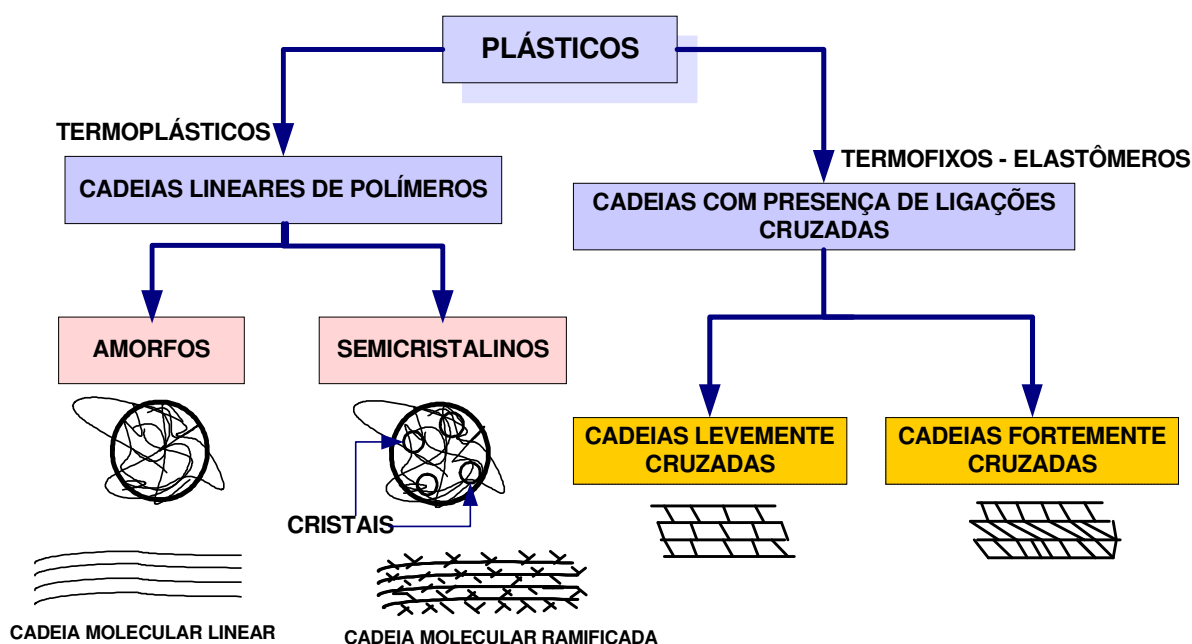 PLÁSTICOS
TERMOPLÁSTICOS
CADEIAS LINEARES DE POLÍMEROS
AMORFOS
SEMICRISTALINOS
CRISTAIS
CADEIA MOLECULAR LINEAR
CADEIA MOLECULAR RAMIFICADA
TERMOFIXOS - ELASTÔMEROS
CADEIAS COM PRESENÇA DE LIGAÇÕES
CRUZADAS
CADEIAS LEVEMENTE
CRUZADAS
CADEIAS FORTEMENTE
CRUZADAS